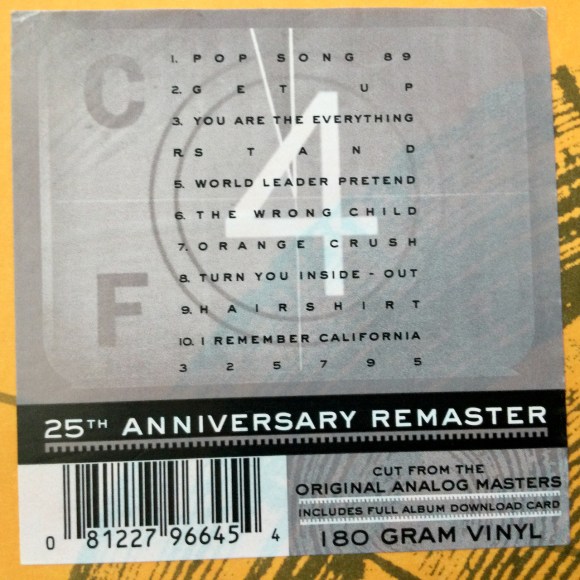 C
F
4
1. POP SONG 89
2. GET UP
3. YOU ARE THE EVERYTHING
R STAND
5. WORLD LEADER PRETEND
6. THE WRONG CHILD
7. ORANGE CRUSH
8. TURN YOU INSIDE - OUT
9. HAIRSHIRT
10. I REMEMBER CALIFORNIA
3 2 5 7 9 5
25TH ANNIVERSARY REMASTER
CUT FROM THE
ORIGINAL ANALOG MASTERS
INCLUDES FULL ALBUM DOWNLOAD CARD
180 GRAM VINYL
0 81227 96645 4